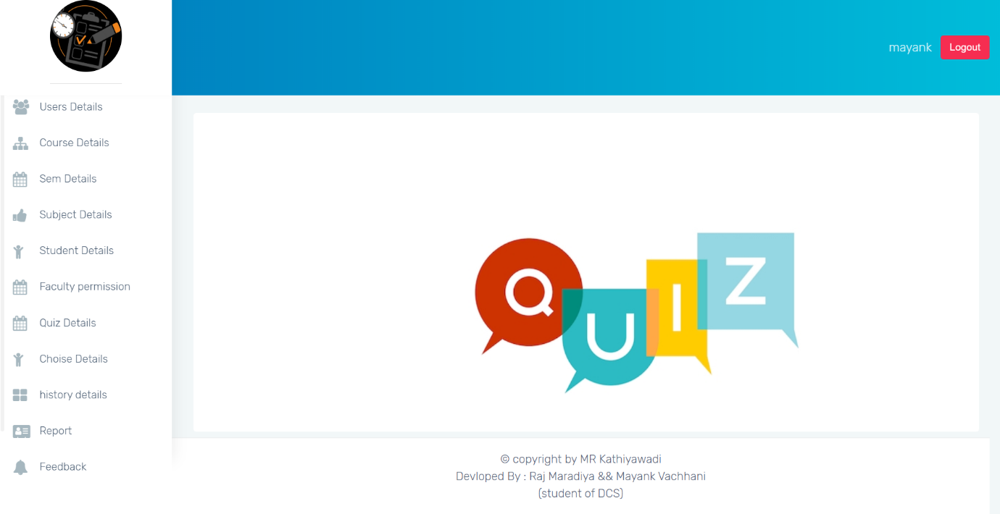 mayank Logout
Users Details
Course Details
Sem Details
Subject Details
Student Details
Faculty permission
Quiz Details
Choise Details
history details
Report
Feedback
QUIZ
© copyright by MR Kathiyawadi
Devloped By : Raj Maradiya && Mayank Vachhani
(student of DCS)